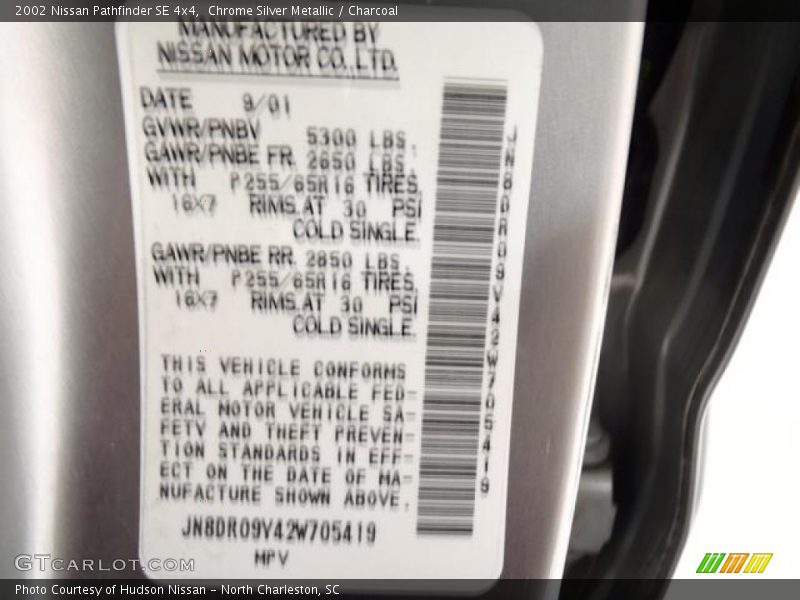 2002 Nissan Pathfinder SE 4x4, Chrome Silver Metallic / Charcoal
MANUFACTURED BY
NISSAN MOTOR CO.,LTD.
DATE 9/01
GVWR/PNBV 5300 LBS.
GAWR/PNBE FR. 2650 LBS.
WITH P255/65R16 TIRES,
16X7 RIMS.AT 30 PSI
COLD SINGLE.
GAWR/PNBE RR. 2850 LBS.
WITH P255/65R16 TIRES,
16X7 RIMS.AT 30 PSI
COLD SINGLE.
THIS VEHICLE CONFORMS
TO ALL APPLICABLE FED-
ERAL MOTOR VEHICLE SA-
FETY AND THEFT PREVEN-
TION STANDARDS IN EFF-
ECT ON THE DATE OF MA-
NUFACTURE SHOWN ABOVE.
JN8DR09Y42W705419
MPV
JN8DR09Y42W705419
GTCARLOT.COM
Photo Courtesy of Hudson Nissan - North Charleston, SC